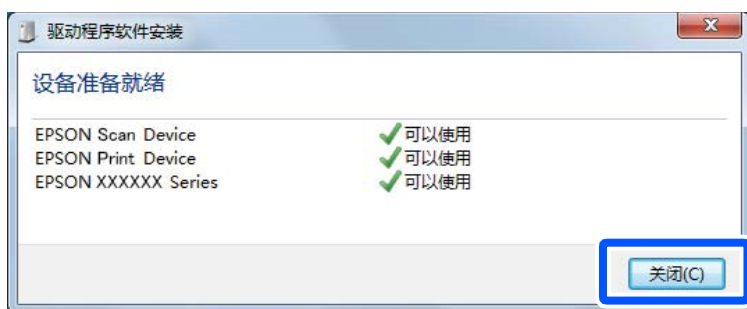 驱动程序软件安装
设备准备就绪
EPSON Scan Device 可以使用
EPSON Print Device 可以使用
EPSON XXXXXX Series 可以使用
关闭(C)